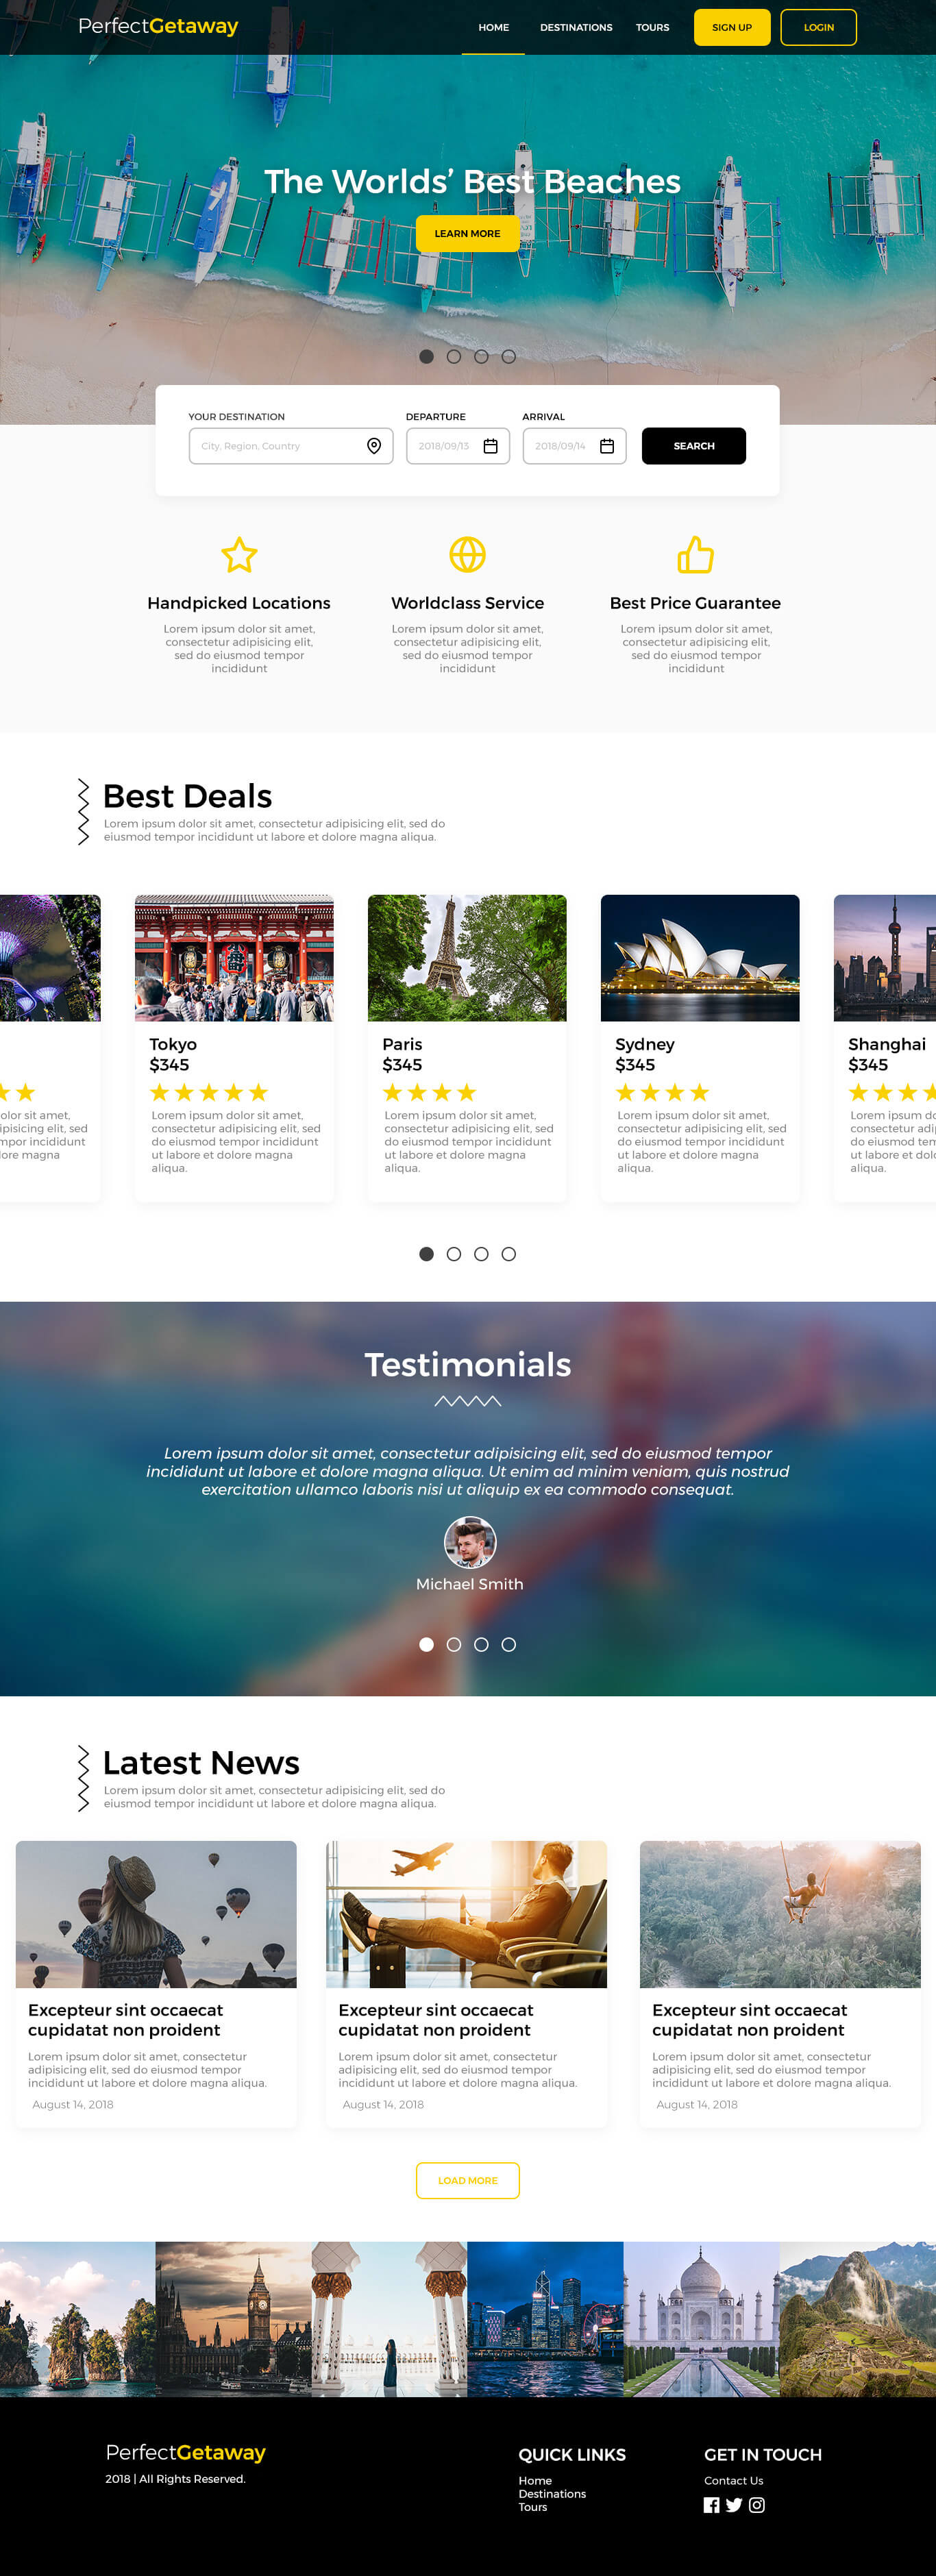 PerfectGetaway
HOME DESTINATIONS TOURS SIGN UP LOGIN
The Worlds’ Best Beaches
LEARN MORE
YOUR DESTINATION DEPARTURE ARRIVAL
City, Region, Country 2018/09/13 2018/09/14 SEARCH
Handpicked Locations
Lorem ipsum dolor sit amet,
consectetur adipisicing elit,
sed do eiusmod tempor
incididunt
Worldclass Service
Lorem ipsum dolor sit amet,
consectetur adipisicing elit,
sed do eiusmod tempor
incididunt
Best Price Guarantee
Lorem ipsum dolor sit amet,
consectetur adipisicing elit,
sed do eiusmod tempor
incididunt
Best Deals
Lorem ipsum dolor sit amet, consectetur adipisicing elit, sed do
eiusmod tempor incididunt ut labore et dolore magna aliqua.
olor sit amet,
ipisicing elit, sed
mpor incididunt
lore magna
Tokyo
$345
Lorem ipsum dolor sit amet,
consectetur adipisicing elit, sed
do eiusmod tempor incididunt
ut labore et dolore magna
aliqua.
Paris
$345
Lorem ipsum dolor sit amet,
consectetur adipisicing elit, sed
do eiusmod tempor incididunt
ut labore et dolore magna
aliqua.
Sydney
$345
Lorem ipsum dolor sit amet,
consectetur adipisicing elit, sed
do eiusmod tempor incididunt
ut labore et dolore magna
aliqua.
Shanghai
$345
Lorem ipsum do
consectetur adip
do eiusmod tem
ut labore et dolo
aliqua.
Testimonials
Lorem ipsum dolor sit amet, consectetur adipisicing elit, sed do eiusmod tempor
incididunt ut labore et dolore magna aliqua. Ut enim ad minim veniam, quis nostrud
exercitation ullamco laboris nisi ut aliquip ex ea commodo consequat.
Michael Smith
Latest News
Lorem ipsum dolor sit amet, consectetur adipisicing elit, sed do
eiusmod tempor incididunt ut labore et dolore magna aliqua.
Excepteur sint occaecat
cupidatat non proident
Lorem ipsum dolor sit amet, consectetur
adipisicing elit, sed do eiusmod tempor
incididunt ut labore et dolore magna aliqua.
August 14, 2018
Excepteur sint occaecat
cupidatat non proident
Lorem ipsum dolor sit amet, consectetur
adipisicing elit, sed do eiusmod tempor
incididunt ut labore et dolore magna aliqua.
August 14, 2018
Excepteur sint occaecat
cupidatat non proident
Lorem ipsum dolor sit amet, consectetur
adipisicing elit, sed do eiusmod tempor
incididunt ut labore et dolore magna aliqua.
August 14, 2018
LOAD MORE
PerfectGetaway
2018 | All Rights Reserved.
QUICK LINKS
Home
Destinations
Tours
GET IN TOUCH
Contact Us